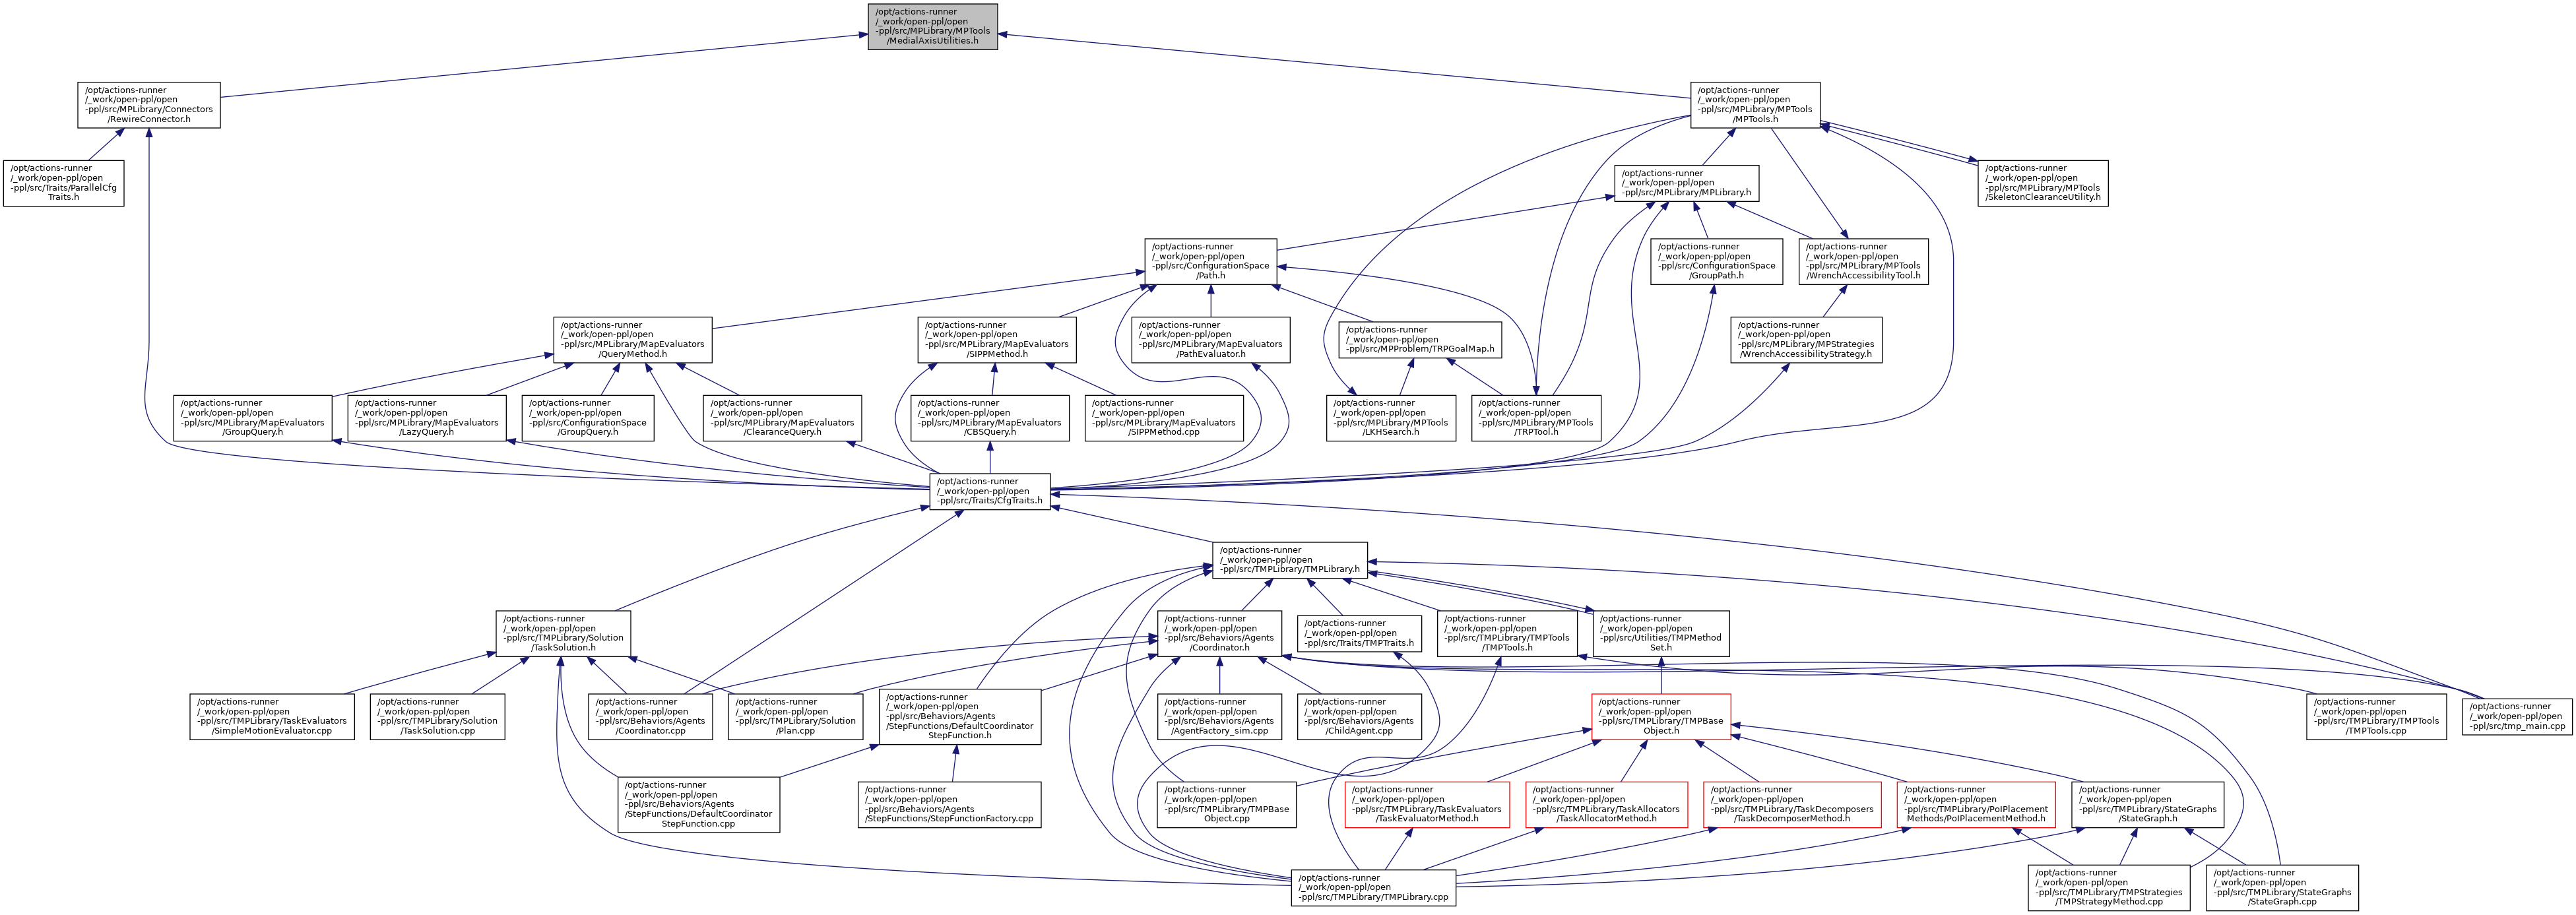 /opt/actions-runner
/_work/open-ppl/open
-ppl/src/MPLibrary/MPTools
/MedialAxisUtilities.h
/opt/actions-runner
/_work/open-ppl/open
-ppl/src/MPLibrary/Connectors
/RewireConnector.h
/opt/actions-runner
/_work/open-ppl/open
-ppl/src/MPLibrary/MPTools
/MPTools.h
/opt/actions-runner
/_work/open-ppl/open
-ppl/src/Traits/ParallelCfg
Traits.h
/opt/actions-runner
/_work/open-ppl/open
-ppl/src/MPLibrary/MPLibrary.h
/opt/actions-runner
/_work/open-ppl/open
-ppl/src/MPLibrary/MPTools
/SkeletonClearanceUtility.h
/opt/actions-runner
/_work/open-ppl/open
-ppl/src/ConfigurationSpace
/Path.h
/opt/actions-runner
/_work/open-ppl/open
-ppl/src/ConfigurationSpace
/GroupPath.h
/opt/actions-runner
/_work/open-ppl/open
-ppl/src/MPLibrary/MPTools
/WrenchAccessibilityTool.h
/opt/actions-runner
/_work/open-ppl/open
-ppl/src/MPLibrary/MapEvaluators
/QueryMethod.h
/opt/actions-runner
/_work/open-ppl/open
-ppl/src/MPLibrary/MapEvaluators
/SIPPMethod.h
/opt/actions-runner
/_work/open-ppl/open
-ppl/src/MPLibrary/MapEvaluators
/PathEvaluator.h
/opt/actions-runner
/_work/open-ppl/open
-ppl/src/MPProblem/TRPGoalMap.h
/opt/actions-runner
/_work/open-ppl/open
-ppl/src/MPLibrary/MPStrategies
/WrenchAccessibilityStrategy.h
/opt/actions-runner
/_work/open-ppl/open
-ppl/src/MPLibrary/MapEvaluators
/GroupQuery.h
/opt/actions-runner
/_work/open-ppl/open
-ppl/src/MPLibrary/MapEvaluators
/LazyQuery.h
/opt/actions-runner
/_work/open-ppl/open
-ppl/src/ConfigurationSpace
/GroupQuery.h
/opt/actions-runner
/_work/open-ppl/open
-ppl/src/MPLibrary/MapEvaluators
/ClearanceQuery.h
/opt/actions-runner
/_work/open-ppl/open
-ppl/src/MPLibrary/MapEvaluators
/CBSQuery.h
/opt/actions-runner
/_work/open-ppl/open
-ppl/src/MPLibrary/MapEvaluators
/SIPPMethod.cpp
/opt/actions-runner
/_work/open-ppl/open
-ppl/src/MPLibrary/MPTools
/LKHSearch.h
/opt/actions-runner
/_work/open-ppl/open
-ppl/src/MPLibrary/MPTools
/TRPTool.h
/opt/actions-runner
/_work/open-ppl/open
-ppl/src/Traits/CfgTraits.h
/opt/actions-runner
/_work/open-ppl/open
-ppl/src/TMPLibrary/TMPLibrary.h
/opt/actions-runner
/_work/open-ppl/open
-ppl/src/TMPLibrary/Solution
/TaskSolution.h
/opt/actions-runner
/_work/open-ppl/open
-ppl/src/Behaviors/Agents
/Coordinator.h
/opt/actions-runner
/_work/open-ppl/open
-ppl/src/Traits/TMPTraits.h
/opt/actions-runner
/_work/open-ppl/open
-ppl/src/TMPLibrary/TMPTools
/TMPTools.h
/opt/actions-runner
/_work/open-ppl/open
-ppl/src/Utilities/TMPMethod
Set.h
/opt/actions-runner
/_work/open-ppl/open
-ppl/src/TMPLibrary/TaskEvaluators
/SimpleMotionEvaluator.cpp
/opt/actions-runner
/_work/open-ppl/open
-ppl/src/TMPLibrary/Solution
/TaskSolution.cpp
/opt/actions-runner
/_work/open-ppl/open
-ppl/src/Behaviors/Agents
/Coordinator.cpp
/opt/actions-runner
/_work/open-ppl/open
-ppl/src/TMPLibrary/Solution
/Plan.cpp
/opt/actions-runner
/_work/open-ppl/open
-ppl/src/Behaviors/Agents
/StepFunctions/DefaultCoordinator
StepFunction.h
/opt/actions-runner
/_work/open-ppl/open
-ppl/src/Behaviors/Agents
/AgentFactory_sim.cpp
/opt/actions-runner
/_work/open-ppl/open
-ppl/src/Behaviors/Agents
/ChildAgent.cpp
/opt/actions-runner
/_work/open-ppl/open
-ppl/src/TMPLibrary/TMPBase
Object.h
/opt/actions-runner
/_work/open-ppl/open
-ppl/src/TMPLibrary/TMPTools
/TMPTools.cpp
/opt/actions-runner
/_work/open-ppl/open
-ppl/src/tmp_main.cpp
/opt/actions-runner
/_work/open-ppl/open
-ppl/src/Behaviors/Agents
/StepFunctions/DefaultCoordinator
StepFunction.cpp
/opt/actions-runner
/_work/open-ppl/open
-ppl/src/Behaviors/Agents
/StepFunctions/StepFunctionFactory.cpp
/opt/actions-runner
/_work/open-ppl/open
-ppl/src/TMPLibrary/TMPBase
Object.cpp
/opt/actions-runner
/_work/open-ppl/open
-ppl/src/TMPLibrary/TaskEvaluators
/TaskEvaluatorMethod.h
/opt/actions-runner
/_work/open-ppl/open
-ppl/src/TMPLibrary/TaskAllocators
/TaskAllocatorMethod.h
/opt/actions-runner
/_work/open-ppl/open
-ppl/src/TMPLibrary/TaskDecomposers
/TaskDecomposerMethod.h
/opt/actions-runner
/_work/open-ppl/open
-ppl/src/TMPLibrary/PoIPlacement
Methods/PoIPlacementMethod.h
/opt/actions-runner
/_work/open-ppl/open
-ppl/src/TMPLibrary/StateGraphs
/StateGraph.h
/opt/actions-runner
/_work/open-ppl/open
-ppl/src/TMPLibrary/TMPLibrary.cpp
/opt/actions-runner
/_work/open-ppl/open
-ppl/src/TMPLibrary/TMPStrategies
/TMPStrategyMethod.cpp
/opt/actions-runner
/_work/open-ppl/open
-ppl/src/TMPLibrary/StateGraphs
/StateGraph.cpp